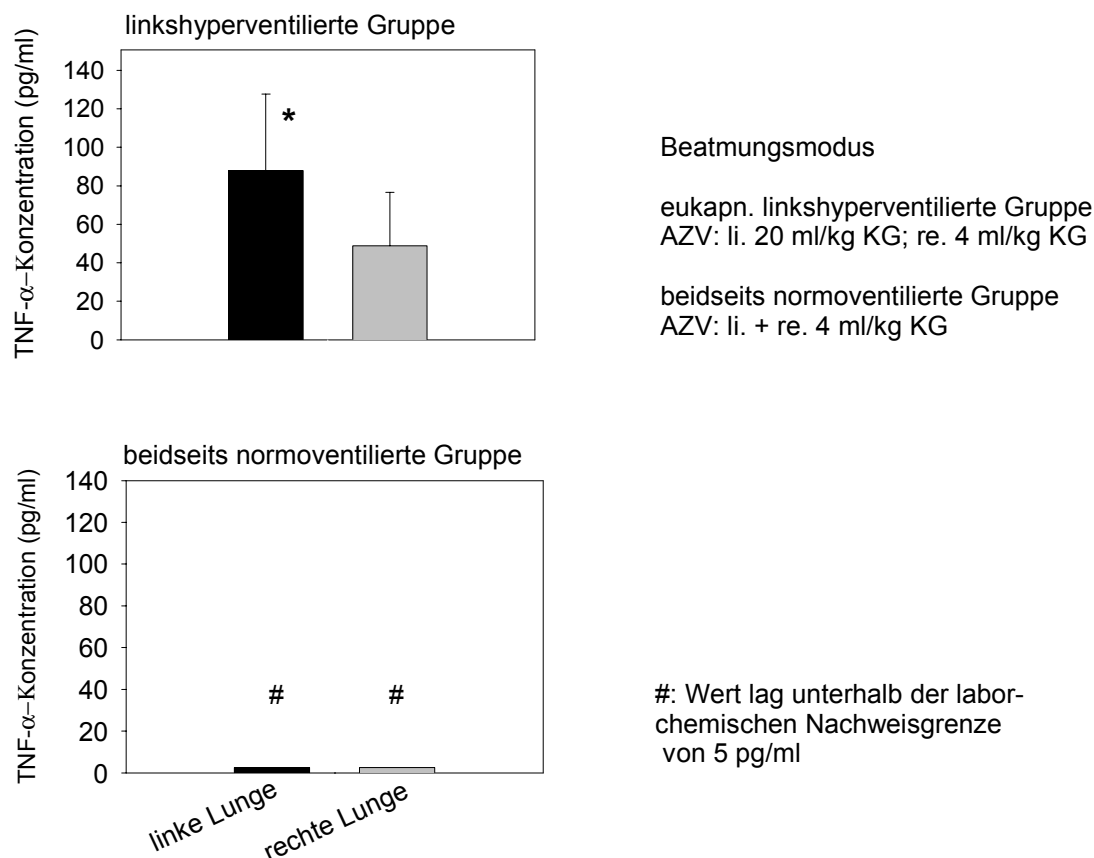 linkshyperventilierte Gruppe
TNF-α–Konzentration (pg/ml)
140
120
100
80
60
40
20
0
*
Beatmungsmodus
eukapn. linkshyperventilierte Gruppe
AZV: li. 20 ml/kg KG; re. 4 ml/kg KG
beidseits normoventilierte Gruppe
AZV: li. + re. 4 ml/kg KG
beidseits normoventilierte Gruppe
TNF-α–Konzentration (pg/ml)
140
120
100
80
60
40
20
0
# #
linke Lunge
rechte Lunge
#: Wert lag unterhalb der labor-
chemischen Nachweisgrenze
von 5 pg/ml